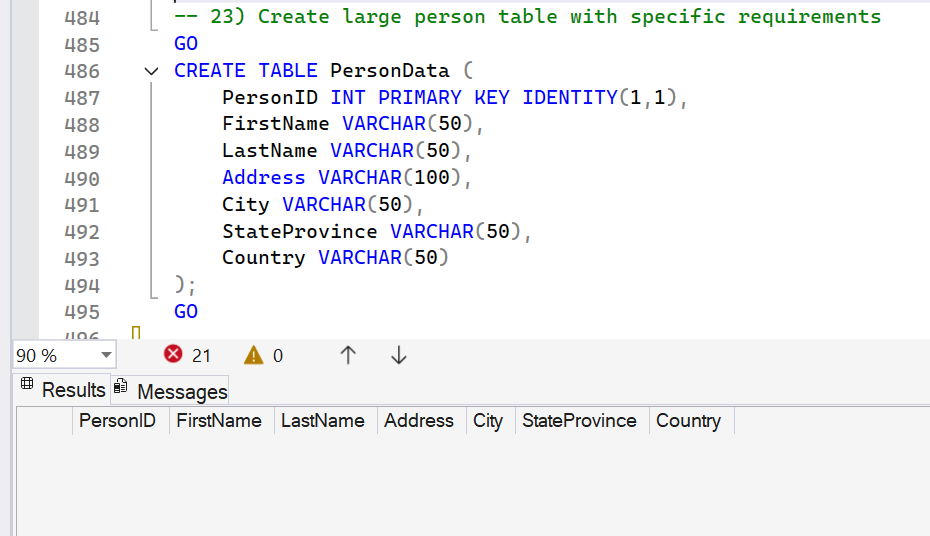 484 -- 23) Create large person table with specific requirements
485 GO
486 CREATE TABLE PersonData (
487 PersonID INT PRIMARY KEY IDENTITY(1,1),
488 FirstName VARCHAR(50),
489 LastName VARCHAR(50),
490 Address VARCHAR(100),
491 City VARCHAR(50),
492 StateProvince VARCHAR(50),
493 Country VARCHAR(50)
494 );
495 GO
90 % 21 0
Results Messages
PersonID FirstName LastName Address City StateProvince Country